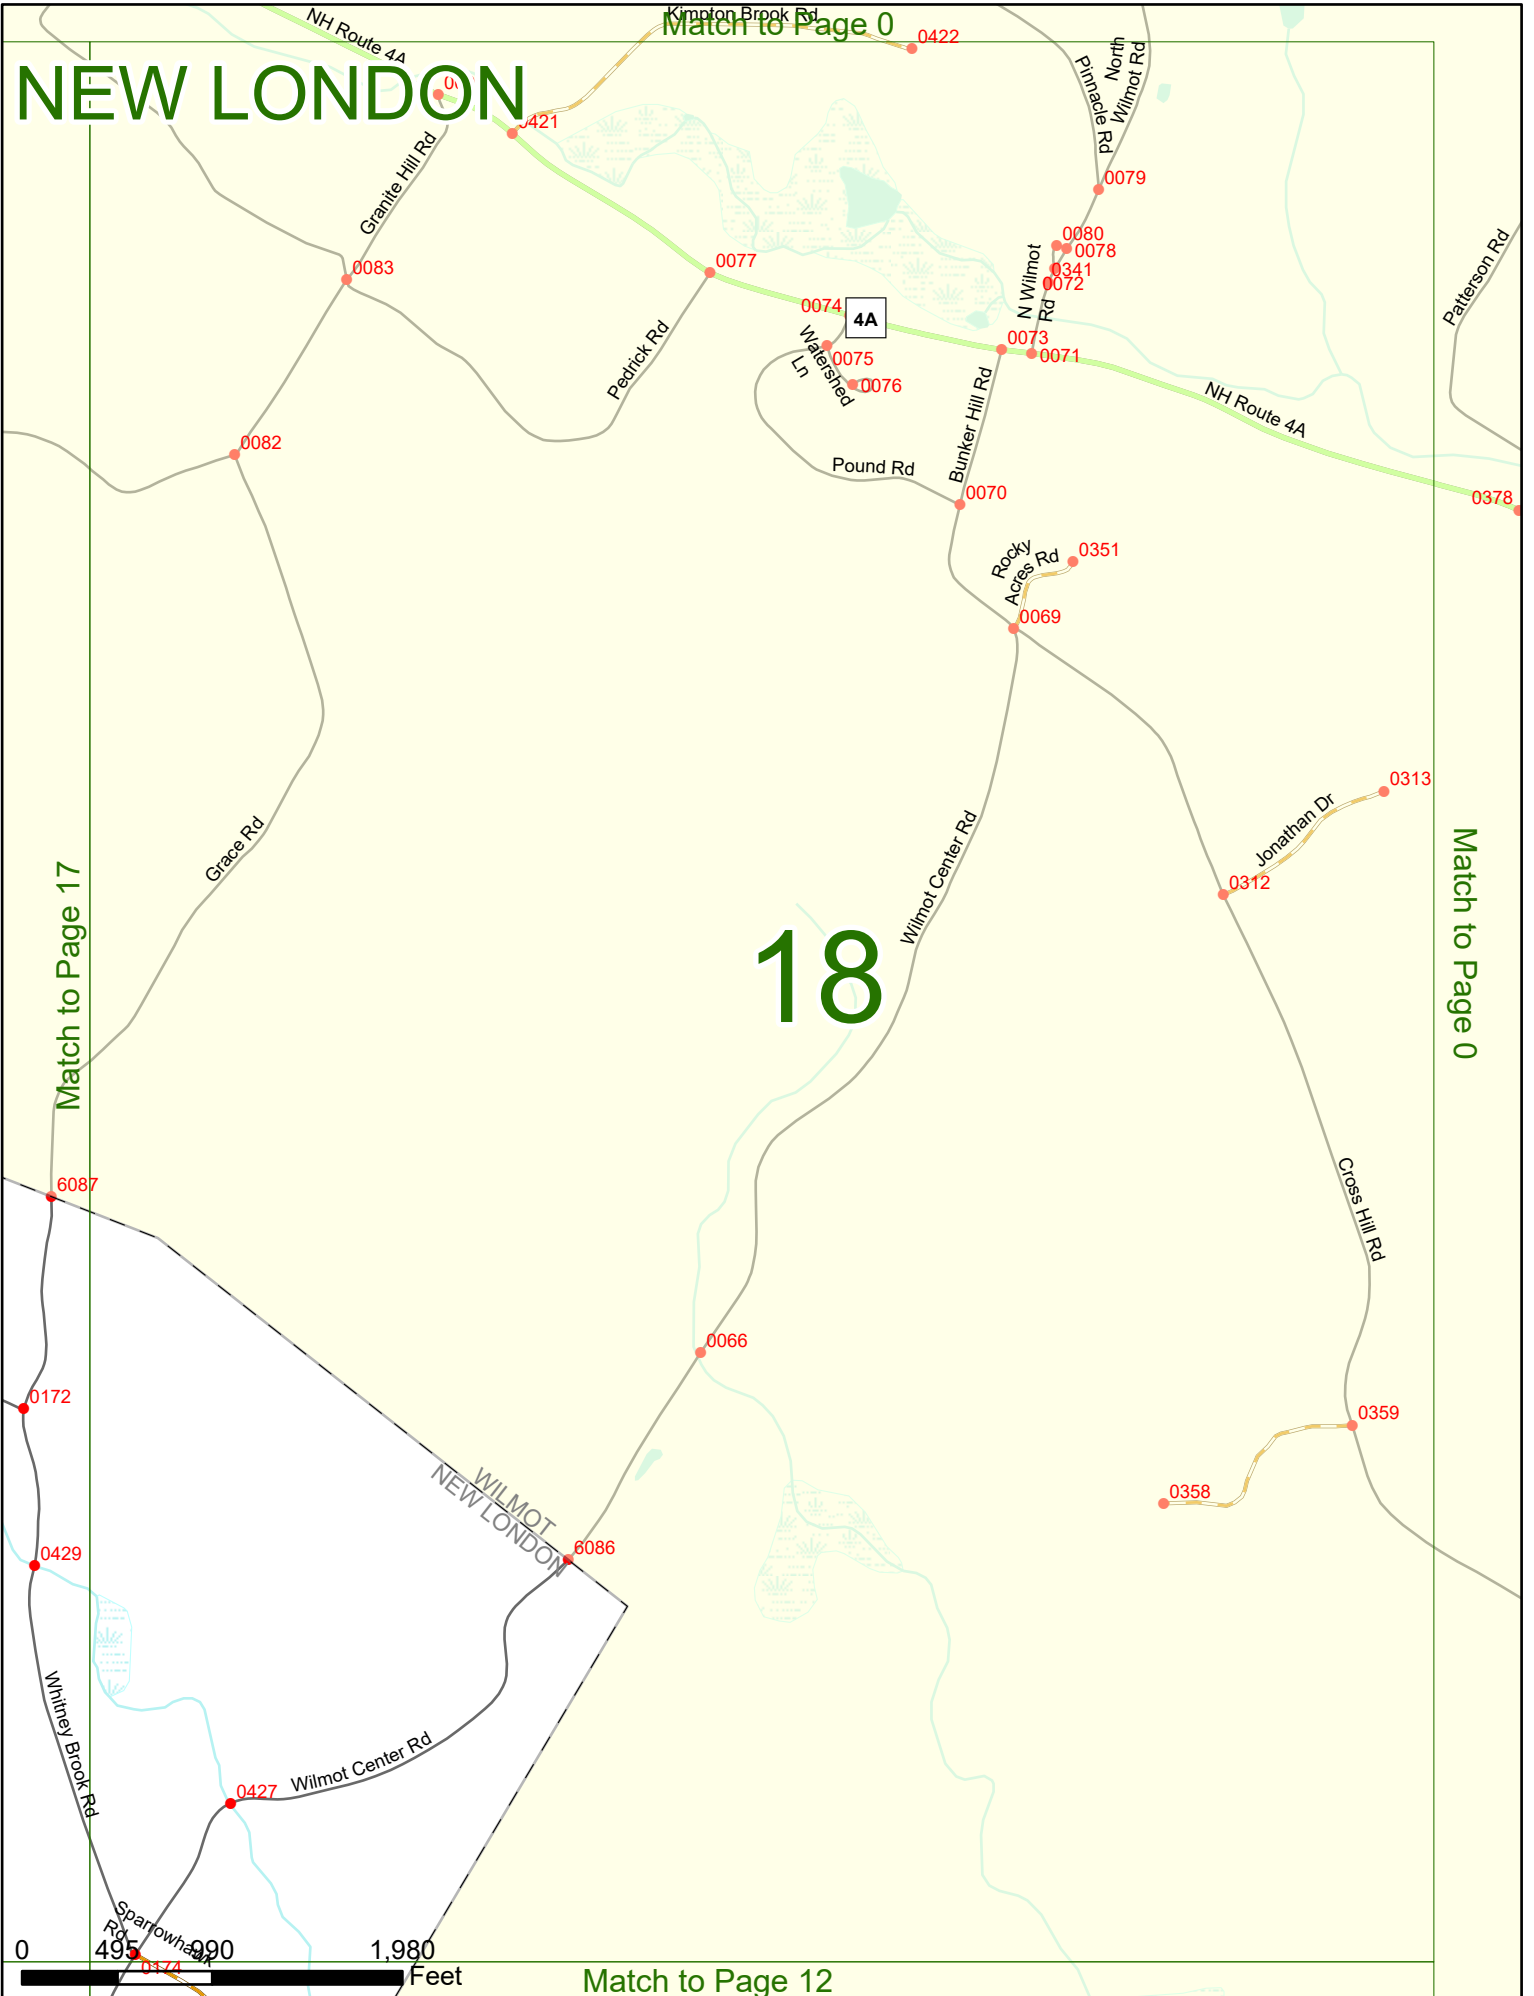 Kimpton Brook Rd
Match to Page 0
NH Route 4A
NEW LONDON
0422
North
Wilmot Rd
Pinnacle Rd
0421
Granite Hill Rd
0079
0080
0078
0083
0077
0341
0072
N Wilmot
Rd
Patterson Rd
0074
4A
0073
0071
Watershed
Ln
0075
0076
Pedrick Rd
Bunker Hill Rd
NH Route 4A
0082
Pound Rd
0070
0378
Rocky
Acres Rd
0351
0069
0313
Jonathan Dr
Grace Rd
Wilmot Center Rd
0312
Match to Page 17
18
Match to Page 0
6087
Cross Hill Rd
0066
0172
0359
WILMOT
NEW LONDON
0358
6086
0429
Whitney Brook Rd
Wilmot Center Rd
0427
Sparrowhawk
Rd
0174
0 495 990 1,980
Feet
Match to Page 12